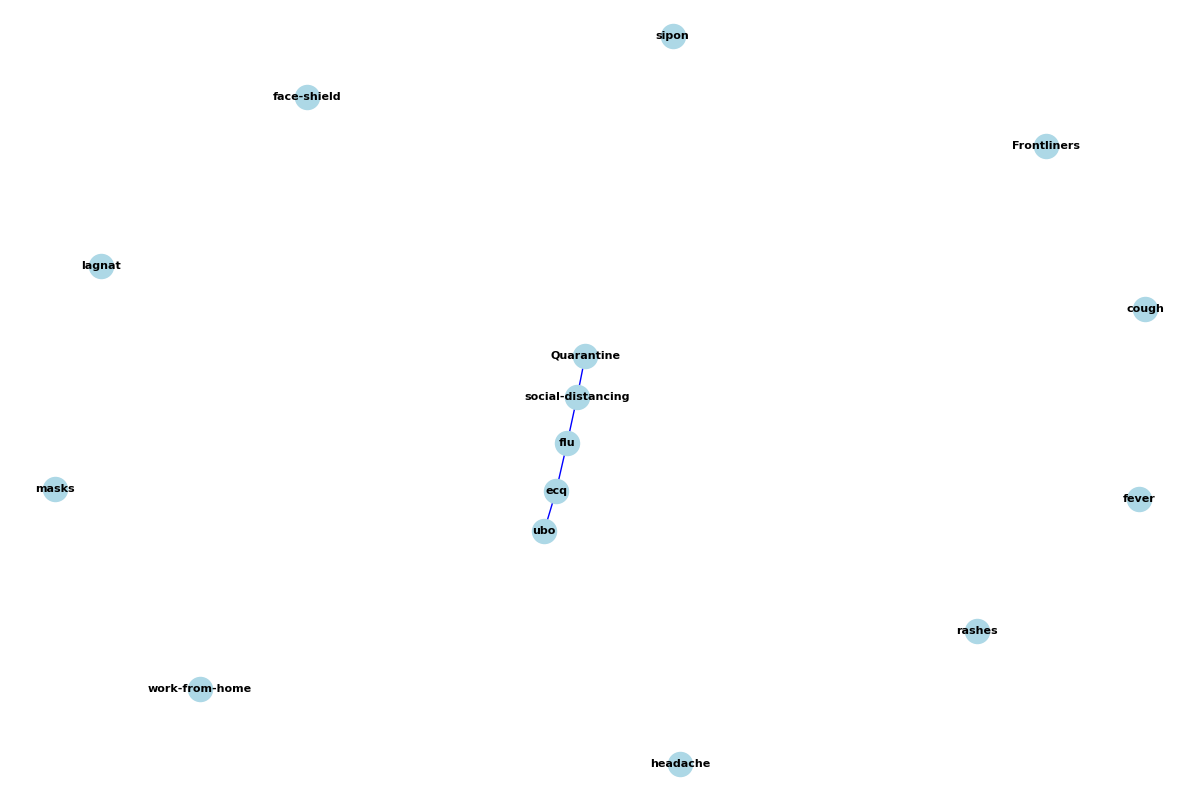 sipon
face-shield
Frontliners
lagnat
cough
Quarantine
social-distancing
flu
masks
ecq
fever
ubo
rashes
work-from-home
headache